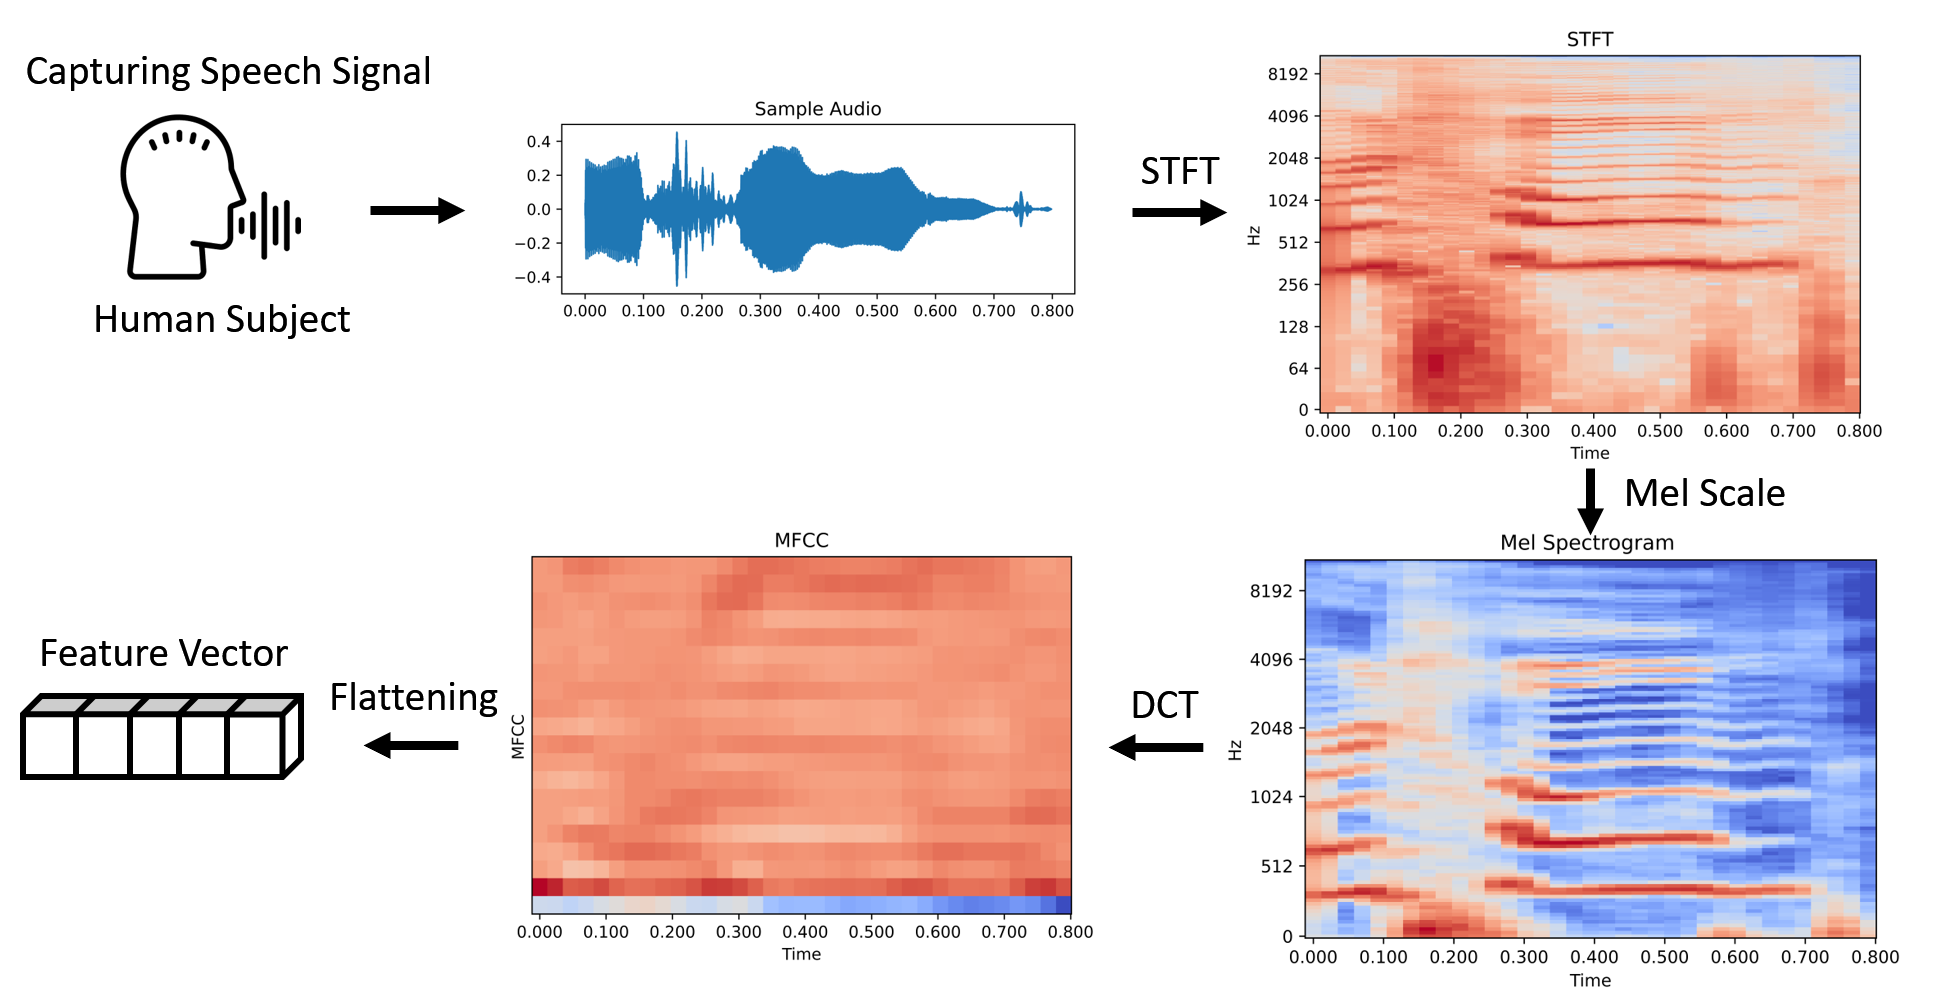 Capturing Speech Signal
Human Subject
Sample Audio
0.4
0.2
0.0
−0.2
−0.4
0.000 0.100 0.200 0.300 0.400 0.500 0.600 0.700 0.800
STFT
STFT
8192
4096
2048
1024
512
256
128
64
0
Hz
0.000 0.100 0.200 0.300 0.400 0.500 0.600 0.700 0.800
Time
Mel Scale
Mel Spectrogram
8192
4096
2048
1024
512
0
Hz
0.000 0.100 0.200 0.300 0.400 0.500 0.600 0.700 0.800
Time
DCT
MFCC
MFCC
0.000 0.100 0.200 0.300 0.400 0.500 0.600 0.700 0.800
Time
Flattening
Feature Vector